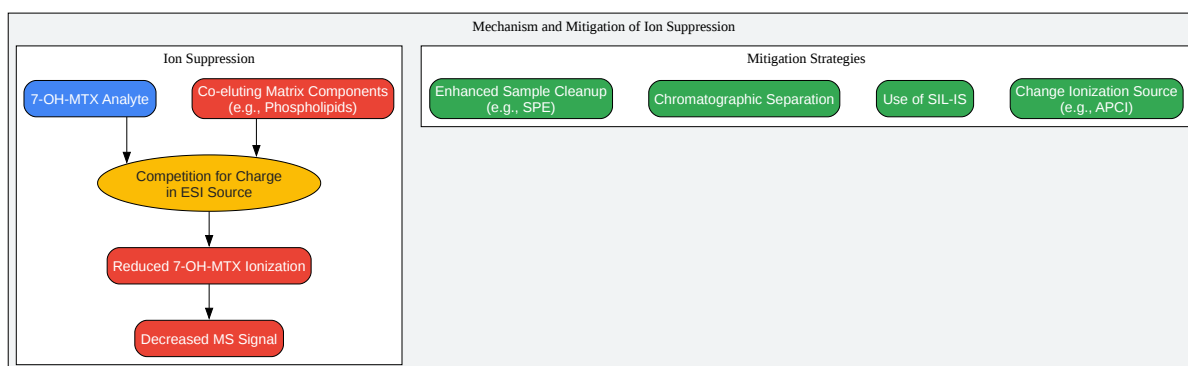 Mechanism and Mitigation of Ion Suppression
Ion Suppression
7-OH-MTX Analyte
Co-eluting Matrix Components
(e.g., Phospholipids)
Competition for Charge
in ESI Source
Reduced 7-OH-MTX Ionization
Decreased MS Signal
Mitigation Strategies
Enhanced Sample Cleanup
(e.g., SPE)
Chromatographic Separation
Use of SIL-IS
Change Ionization Source
(e.g., APCI)